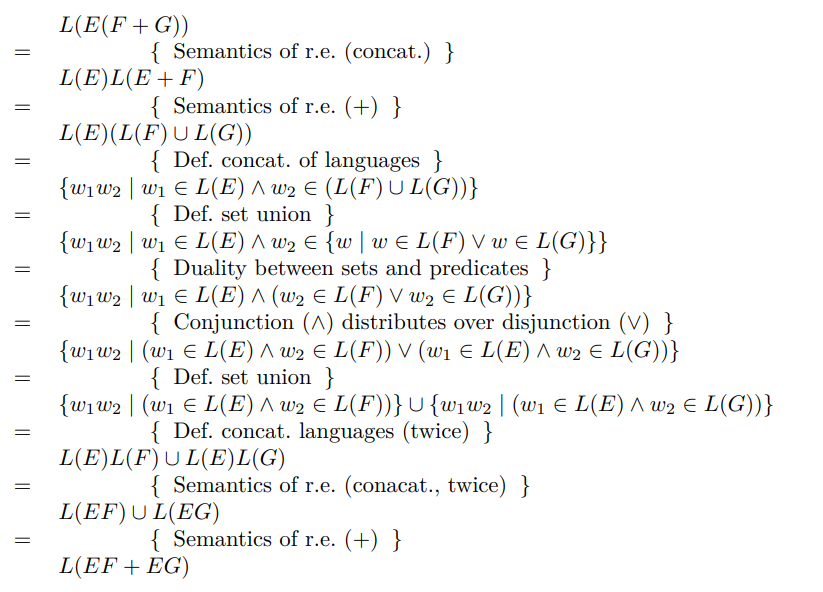 L(E(F + G))
= { Semantics of r.e. (concat.) }
L(E)L(E + F)
= { Semantics of r.e. (+) }
L(E)(L(F) ∪ L(G))
= { Def. concat. of languages }
{w₁w₂ | w₁ ∈ L(E) ∧ w₂ ∈ (L(F) ∪ L(G))}
= { Def. set union }
{w₁w₂ | w₁ ∈ L(E) ∧ w₂ ∈ {w | w ∈ L(F) ∨ w ∈ L(G)}}
= { Duality between sets and predicates }
{w₁w₂ | w₁ ∈ L(E) ∧ (w₂ ∈ L(F) ∨ w₂ ∈ L(G))}
= { Conjunction (∧) distributes over disjunction (∨) }
{w₁w₂ | (w₁ ∈ L(E) ∧ w₂ ∈ L(F)) ∨ (w₁ ∈ L(E) ∧ w₂ ∈ L(G))}
= { Def. set union }
{w₁w₂ | (w₁ ∈ L(E) ∧ w₂ ∈ L(F))} ∪ {w₁w₂ | (w₁ ∈ L(E) ∧ w₂ ∈ L(G))}
= { Def. concat. languages (twice) }
L(E)L(F) ∪ L(E)L(G)
= { Semantics of r.e. (conacat., twice) }
L(EF) ∪ L(EG)
= { Semantics of r.e. (+) }
L(EF + EG)